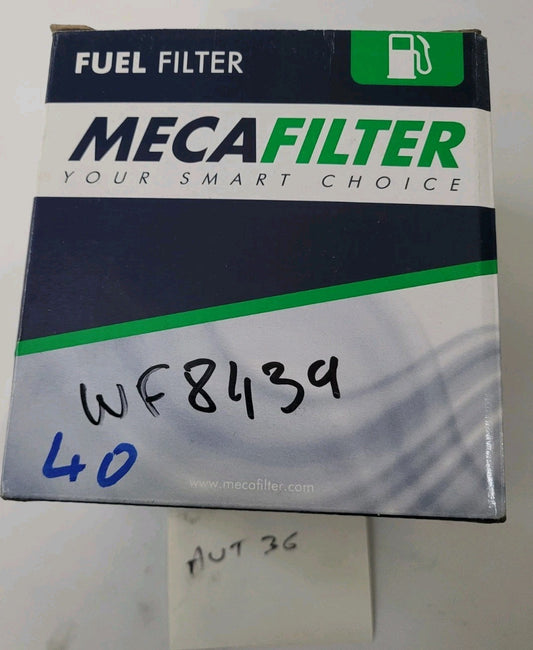 FUEL FILTER
MECAFILTER
YOUR SMART CHOICE
WF8439
40
www.mecafilter.com
AUT 36